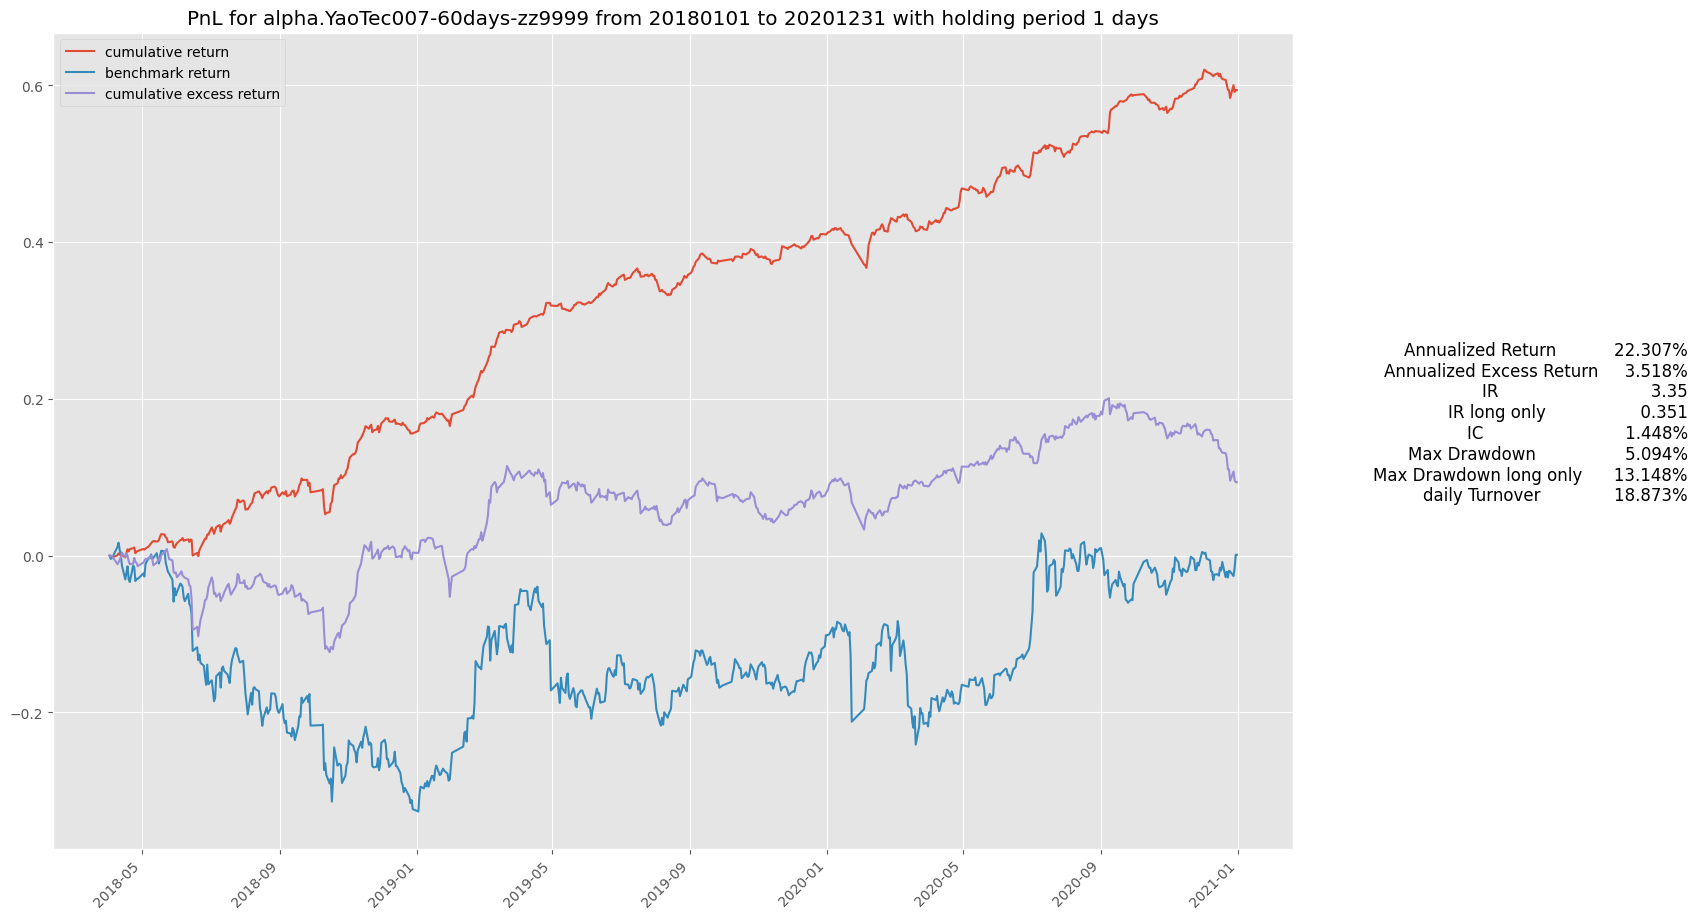 PnL for alpha.YaoTec007-60days-zz9999 from 20180101 to 20201231 with holding period 1 days
cumulative return
benchmark return
cumulative excess return
0.6
0.4
0.2
0.0
−0.2
2018-05
2018-09
2019-01
2019-05
2019-09
2020-01
2020-05
2020-09
2021-01
Annualized Return 22.307%
Annualized Excess Return 3.518%
IR 3.35
IR long only 0.351
IC 1.448%
Max Drawdown 5.094%
Max Drawdown long only 13.148%
daily Turnover 18.873%